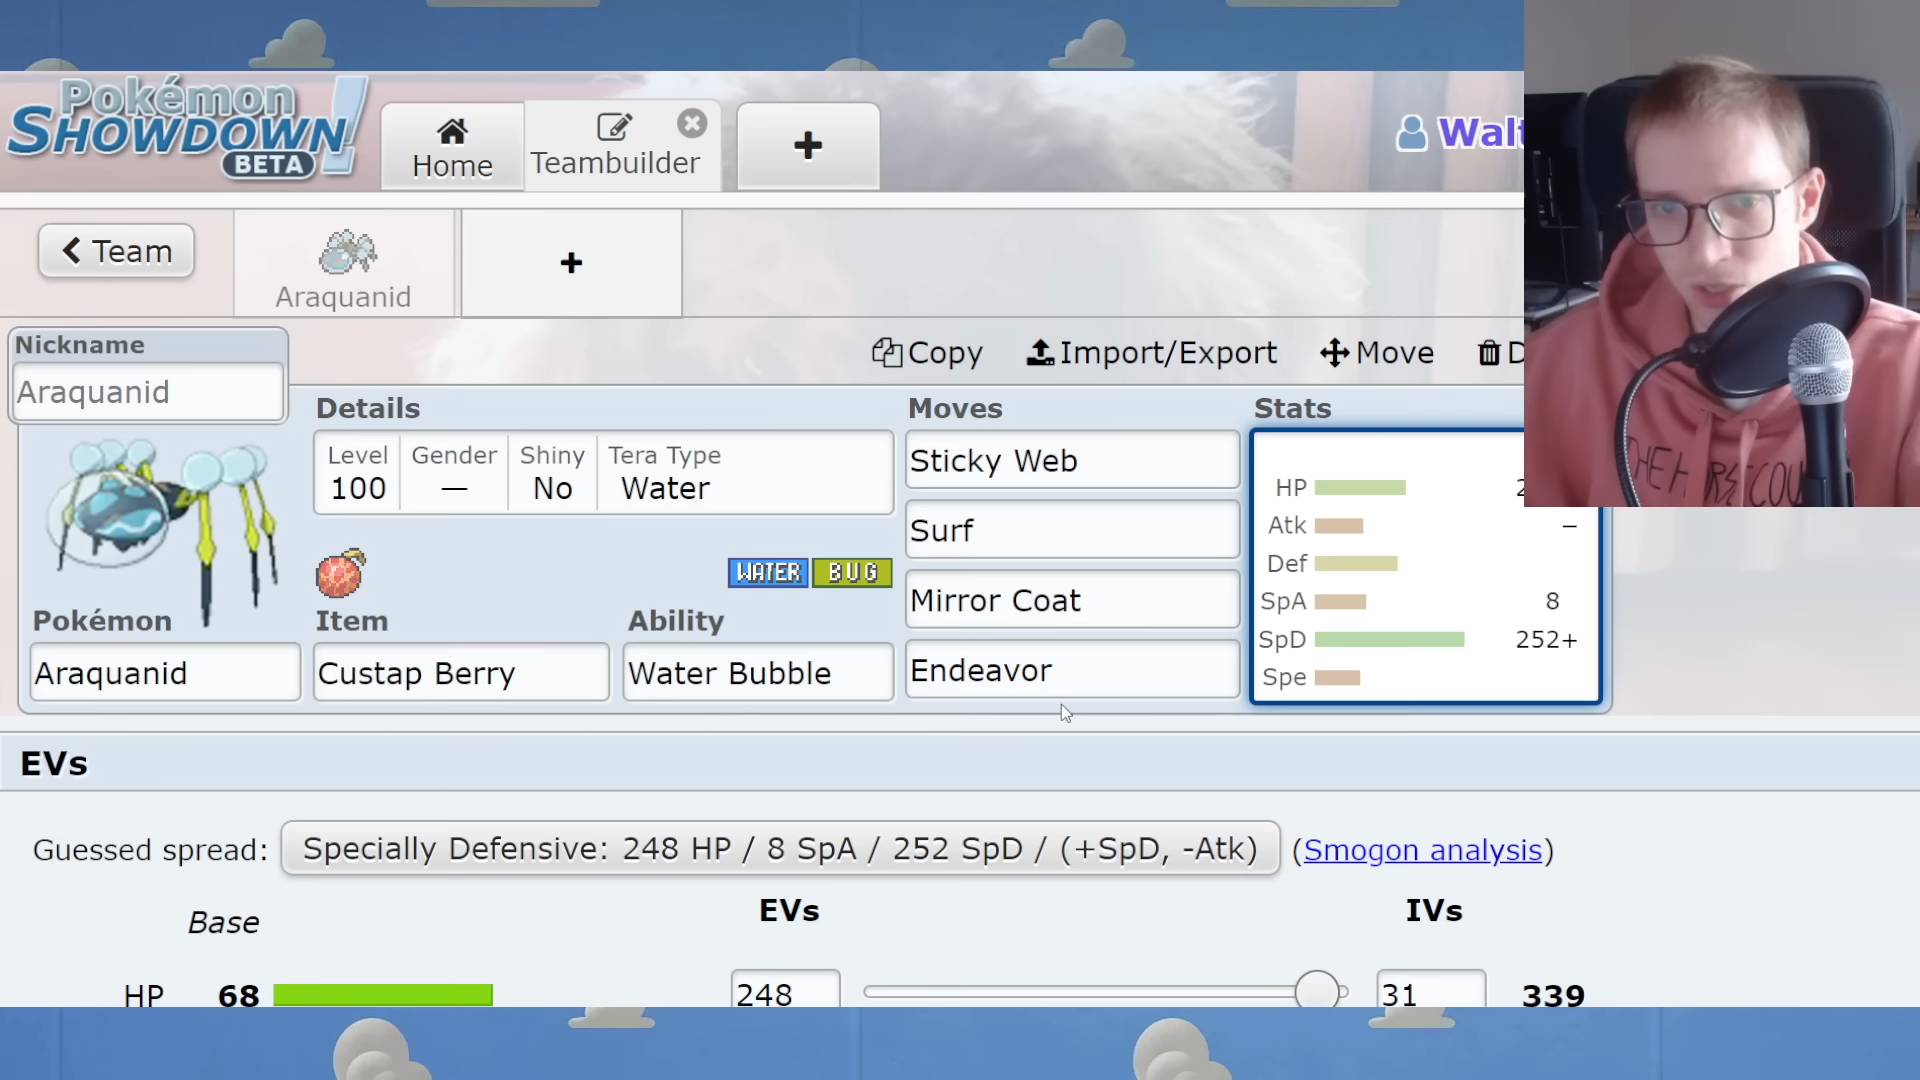 Pokémon
SHOWDOWN!
BETA
Home
Teambuilder
+
Walt
Team
Araquanid
+
Nickname
Araquanid
Copy
Import/Export
Move
D
Details
Moves
Stats
Level
100
Gender
—
Shiny
No
Tera Type
Water
Sticky Web
Surf
Mirror Coat
Endeavor
HP 2
Atk –
Def
SpA 8
SpD 252+
Spe
WATER BUG
Pokémon
Araquanid
Item
Custap Berry
Ability
Water Bubble
EVs
Guessed spread: Specially Defensive: 248 HP / 8 SpA / 252 SpD / (+SpD, -Atk) (Smogon analysis)
Base EVs IVs
HP 68 248 31 339